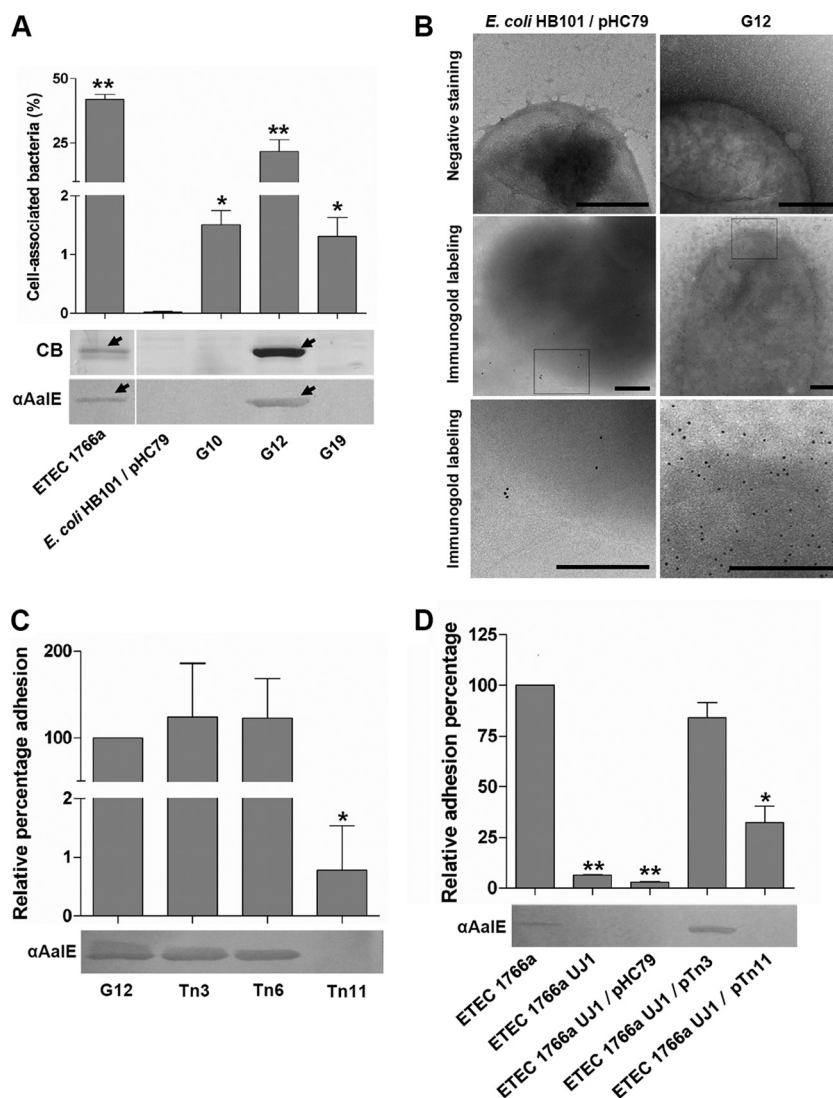 A
Cell-associated bacteria (%)
50
25
2
1
0
**
*
**
*
CB
αAalE
ETEC 1766a
E. coli HB101 / pHC79
G10
G12
G19
B
E. coli HB101 / pHC79
G12
Negative staining
Immunogold labeling
Immunogold labeling
C
Relative percentage adhesion
200
100
2
1
0
*
αAalE
G12
Tn3
Tn6
Tn11
D
Relative adhesion percentage
125
100
75
50
25
0
**
**
*
αAalE
ETEC 1766a
ETEC 1766a UJ1
ETEC 1766a UJ1 / pHC79
ETEC 1766a UJ1 / pTn3
ETEC 1766a UJ1 / pTn11